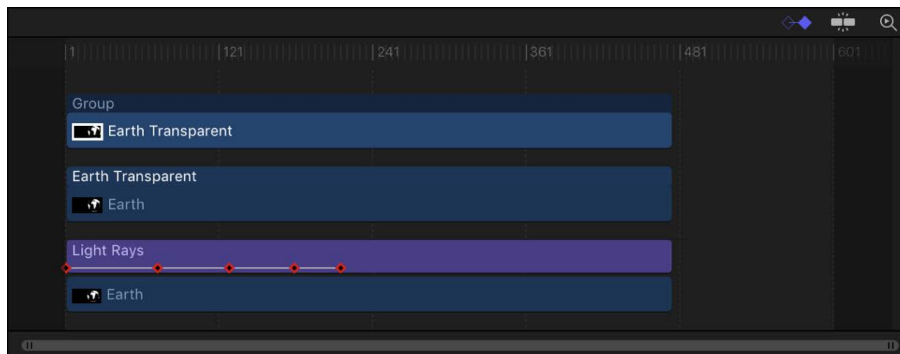 1 121 241 361 481 601
Group
Earth Transparent
Earth Transparent
Earth
Light Rays
Earth